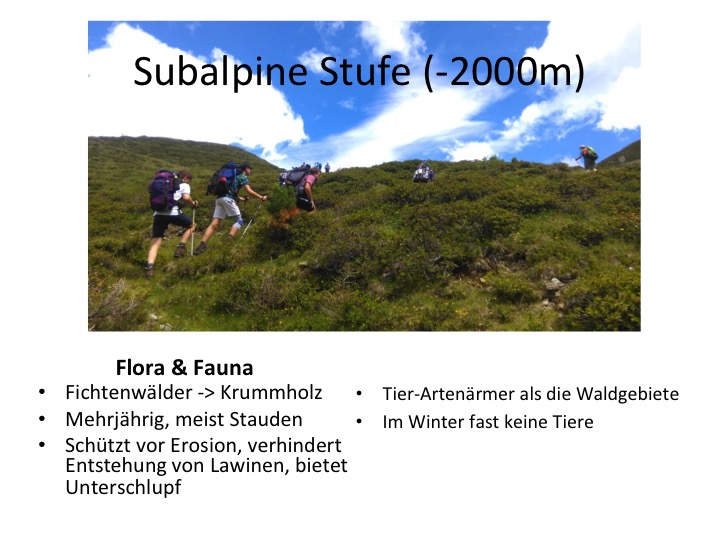 Subalpine Stufe (-2000m)
Flora & Fauna
• Fichtenwälder -> Krummholz
• Mehrjährig, meist Stauden
• Schützt vor Erosion, verhindert
Entstehung von Lawinen, bietet
Unterschlupf
• Tier-Artenärmer als die Waldgebiete
• Im Winter fast keine Tiere